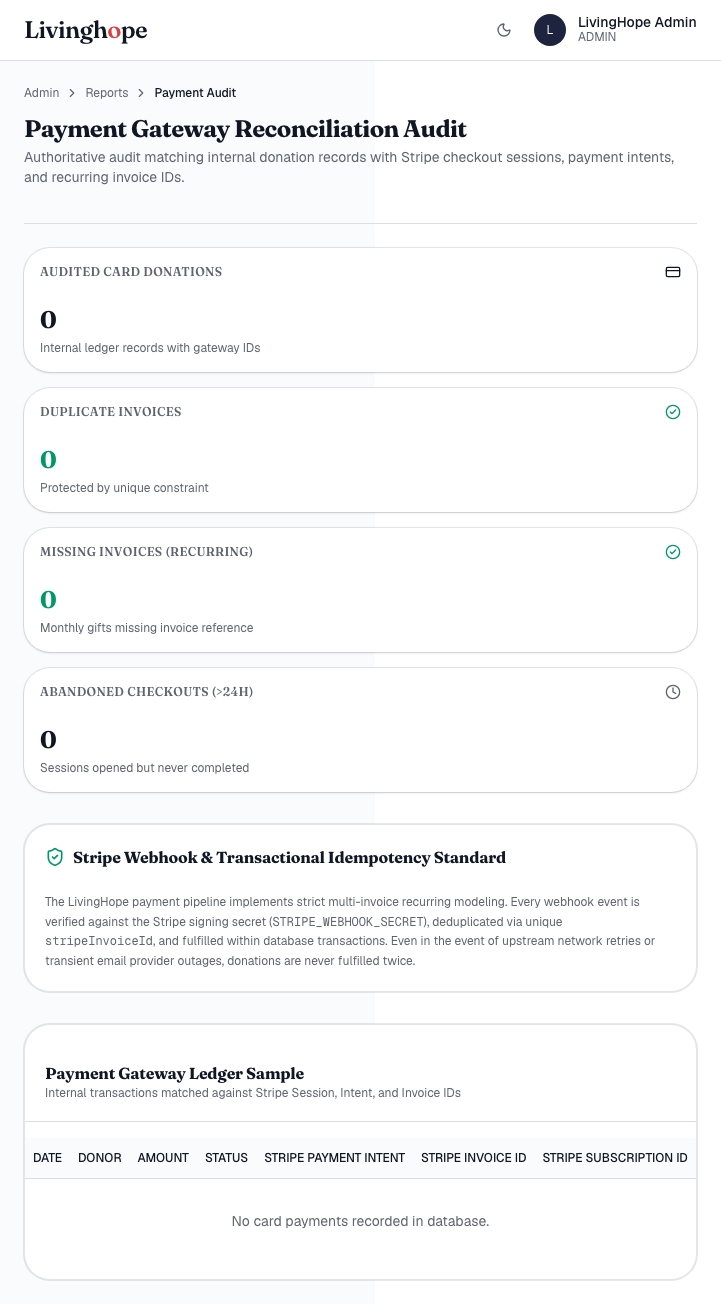 Livinghope
L
LivingHope Admin
ADMIN
Admin > Reports > Payment Audit
Payment Gateway Reconciliation Audit
Authoritative audit matching internal donation records with Stripe checkout sessions, payment intents,
and recurring invoice IDs.
AUDITED CARD DONATIONS
0
Internal ledger records with gateway IDs
DUPLICATE INVOICES
0
Protected by unique constraint
MISSING INVOICES (RECURRING)
0
Monthly gifts missing invoice reference
ABANDONED CHECKOUTS (>24H)
0
Sessions opened but never completed
Stripe Webhook & Transactional Idempotency Standard
The LivingHope payment pipeline implements strict multi-invoice recurring modeling. Every webhook event is
verified against the Stripe signing secret (STRIPE_WEBHOOK_SECRET), deduplicated via unique
stripeInvoiceId, and fulfilled within database transactions. Even in the event of upstream network retries or
transient email provider outages, donations are never fulfilled twice.
Payment Gateway Ledger Sample
Internal transactions matched against Stripe Session, Intent, and Invoice IDs
DATE DONOR AMOUNT STATUS STRIPE PAYMENT INTENT STRIPE INVOICE ID STRIPE SUBSCRIPTION ID
No card payments recorded in database.